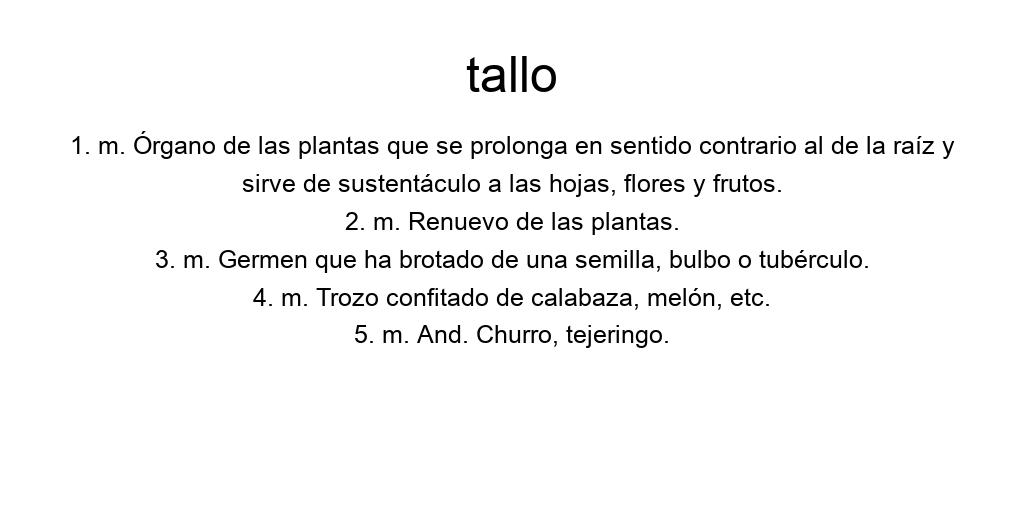 tallo
1. m. Órgano de las plantas que se prolonga en sentido contrario al de la raíz y
sirve de sustentáculo a las hojas, flores y frutos.
2. m. Renuevo de las plantas.
3. m. Germen que ha brotado de una semilla, bulbo o tubérculo.
4. m. Trozo confitado de calabaza, melón, etc.
5. m. And. Churro, tejeringo.